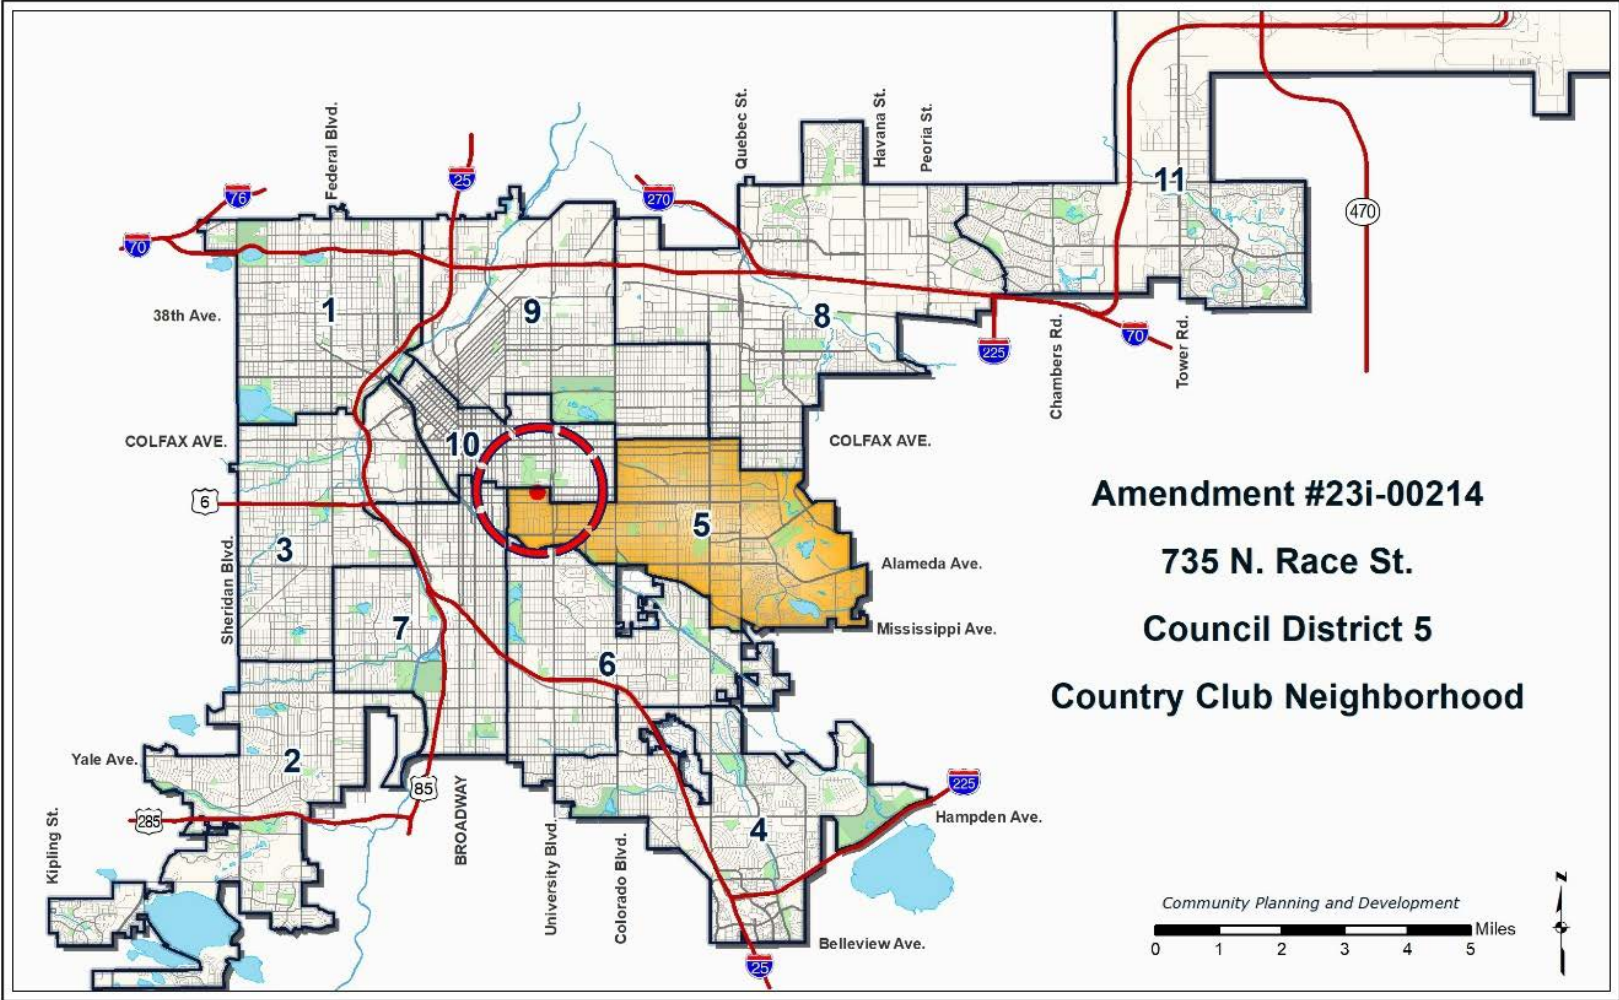 Federal Blvd.
Quebec St.
Havana St.
Peoria St.
76
25
270
70
11
470
38th Ave.
1
9
8
225
70
Chambers Rd.
Tower Rd.
COLFAX AVE.
10
COLFAX AVE.
6
5
3
Sheridan Blvd.
Alameda Ave.
7
Mississippi Ave.
6
Amendment #23i-00214
735 N. Race St.
Council District 5
Country Club Neighborhood
Yale Ave.
2
85
225
285
BROADWAY
Hampden Ave.
4
Kipling St.
University Blvd.
Colorado Blvd.
Belleview Ave.
25
Community Planning and Development
Miles
0 1 2 3 4 5
N